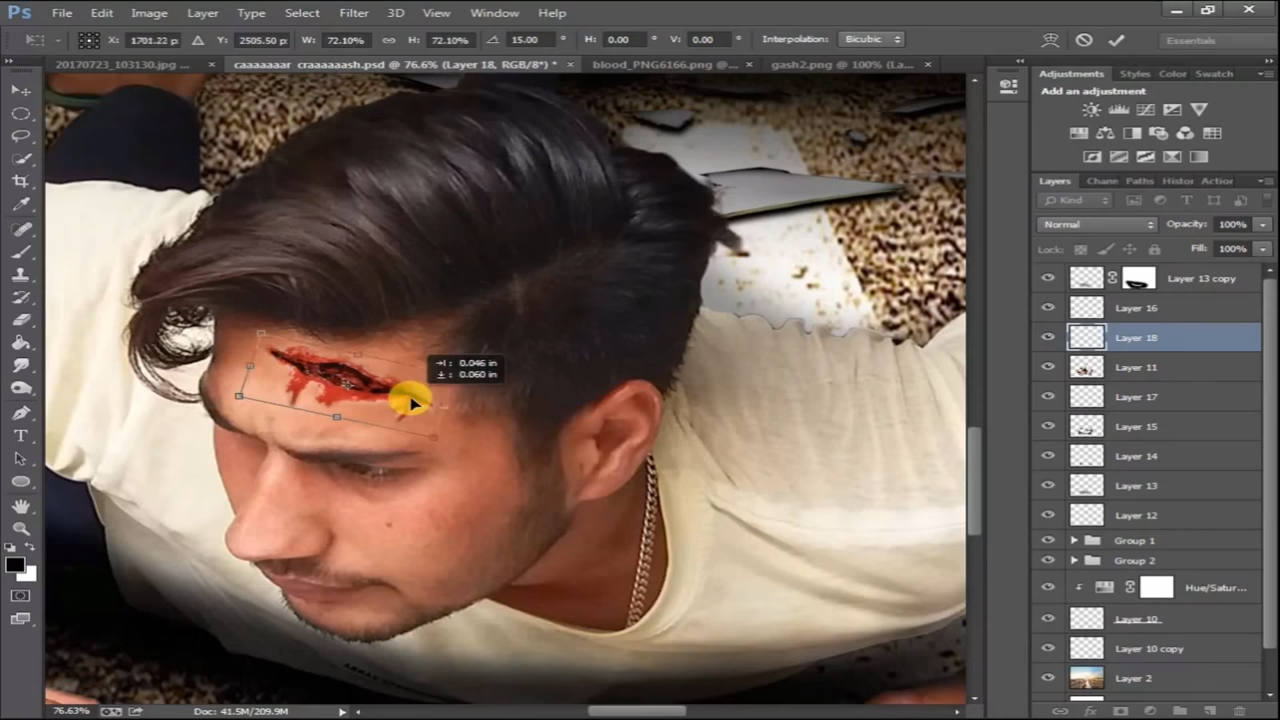 Ps File Edit Image Layer Type Select Filter 3D View Window Help
X: 1701.22 p: Y: 2505.50 p: W: 72.10% H: 72.10% 15.00 ° H: 0.00 ° V: 0.00 ° Interpolation: Bicubic Essentials
20170723_103130.jpg ... × caaaaaaar craaaaaash.psd @ 76.6% (Layer 18, RGB/8*) * × blood_PNG6166.png @ ... × gash2.png @ 100% (La... ×
Adjustments Styles Color Swatch
Add an adjustment
Layers Chann Paths Histor Action
Kind
Normal Opacity: 100%
Lock: Fill: 100%
Layer 13 copy
Layer 16
Layer 18
Layer 11
Layer 17
Layer 15
Layer 14
Layer 13
Layer 12
Group 1
Group 2
Hue/Satur...
Layer 10
Layer 10 copy
Layer 2
: 0.046 in
: 0.060 in
T
76.63% Doc: 41.5M/209.9M
fx